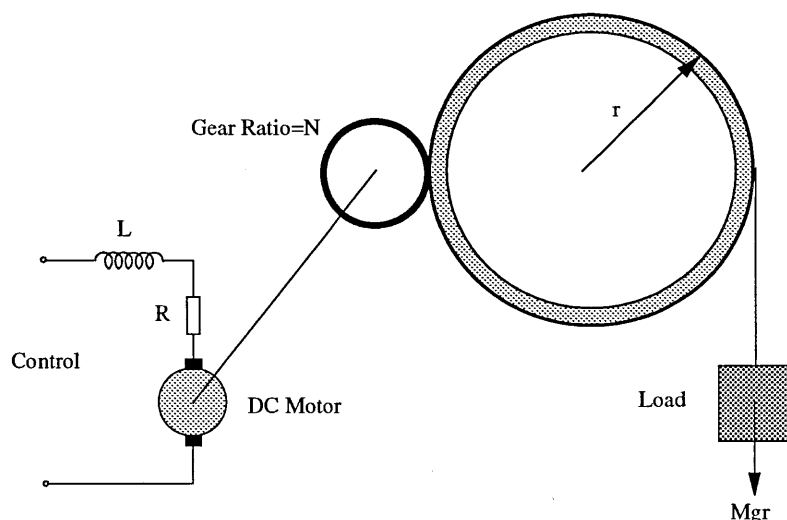 r
Gear Ratio=N
L
R
Control
DC Motor
Load
Mgr